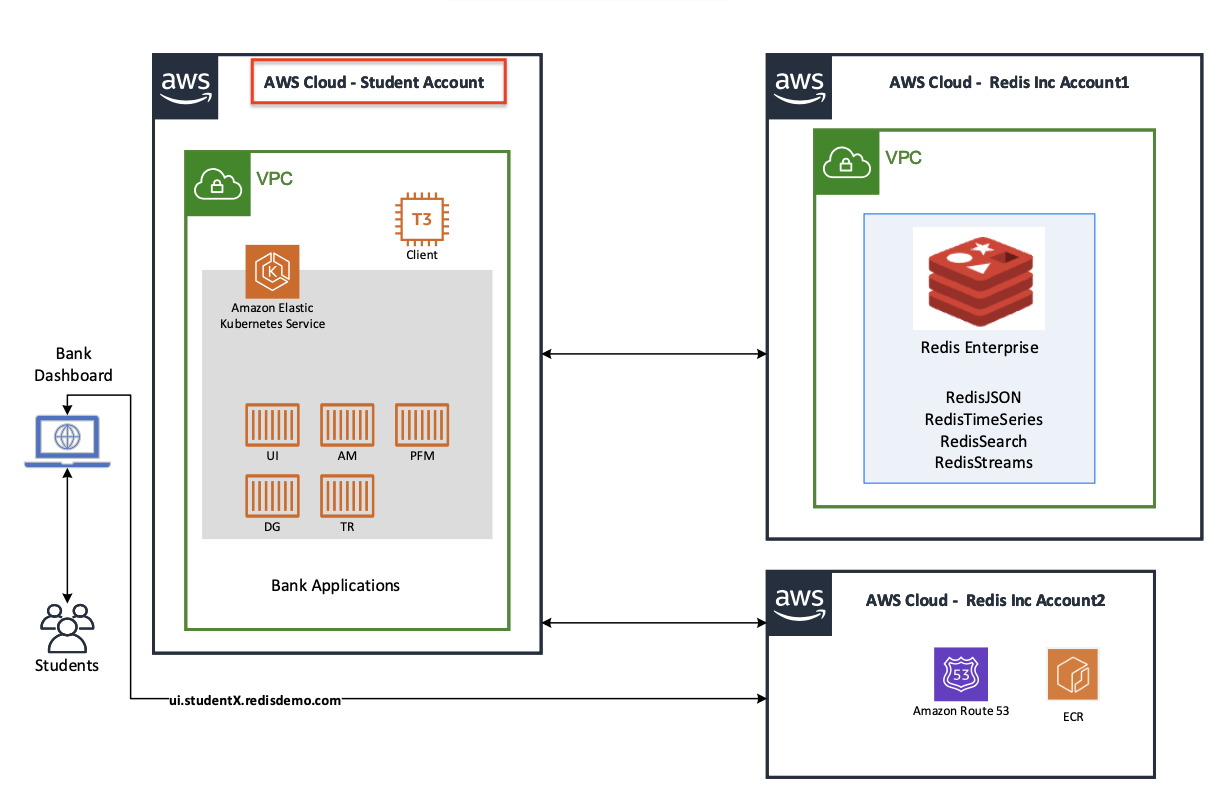 aws
AWS Cloud - Student Account
VPC
T3
Client
K
Amazon Elastic
Kubernetes Service
UI
AM
PFM
DG
TR
Bank Applications
Bank
Dashboard
Students
ui.studentX.redisdemo.com
aws
AWS Cloud -  Redis Inc Account1
VPC
Redis Enterprise
RedisJSON
RedisTimeSeries
RedisSearch
RedisStreams
aws
AWS Cloud -  Redis Inc Account2
53
Amazon Route 53
ECR